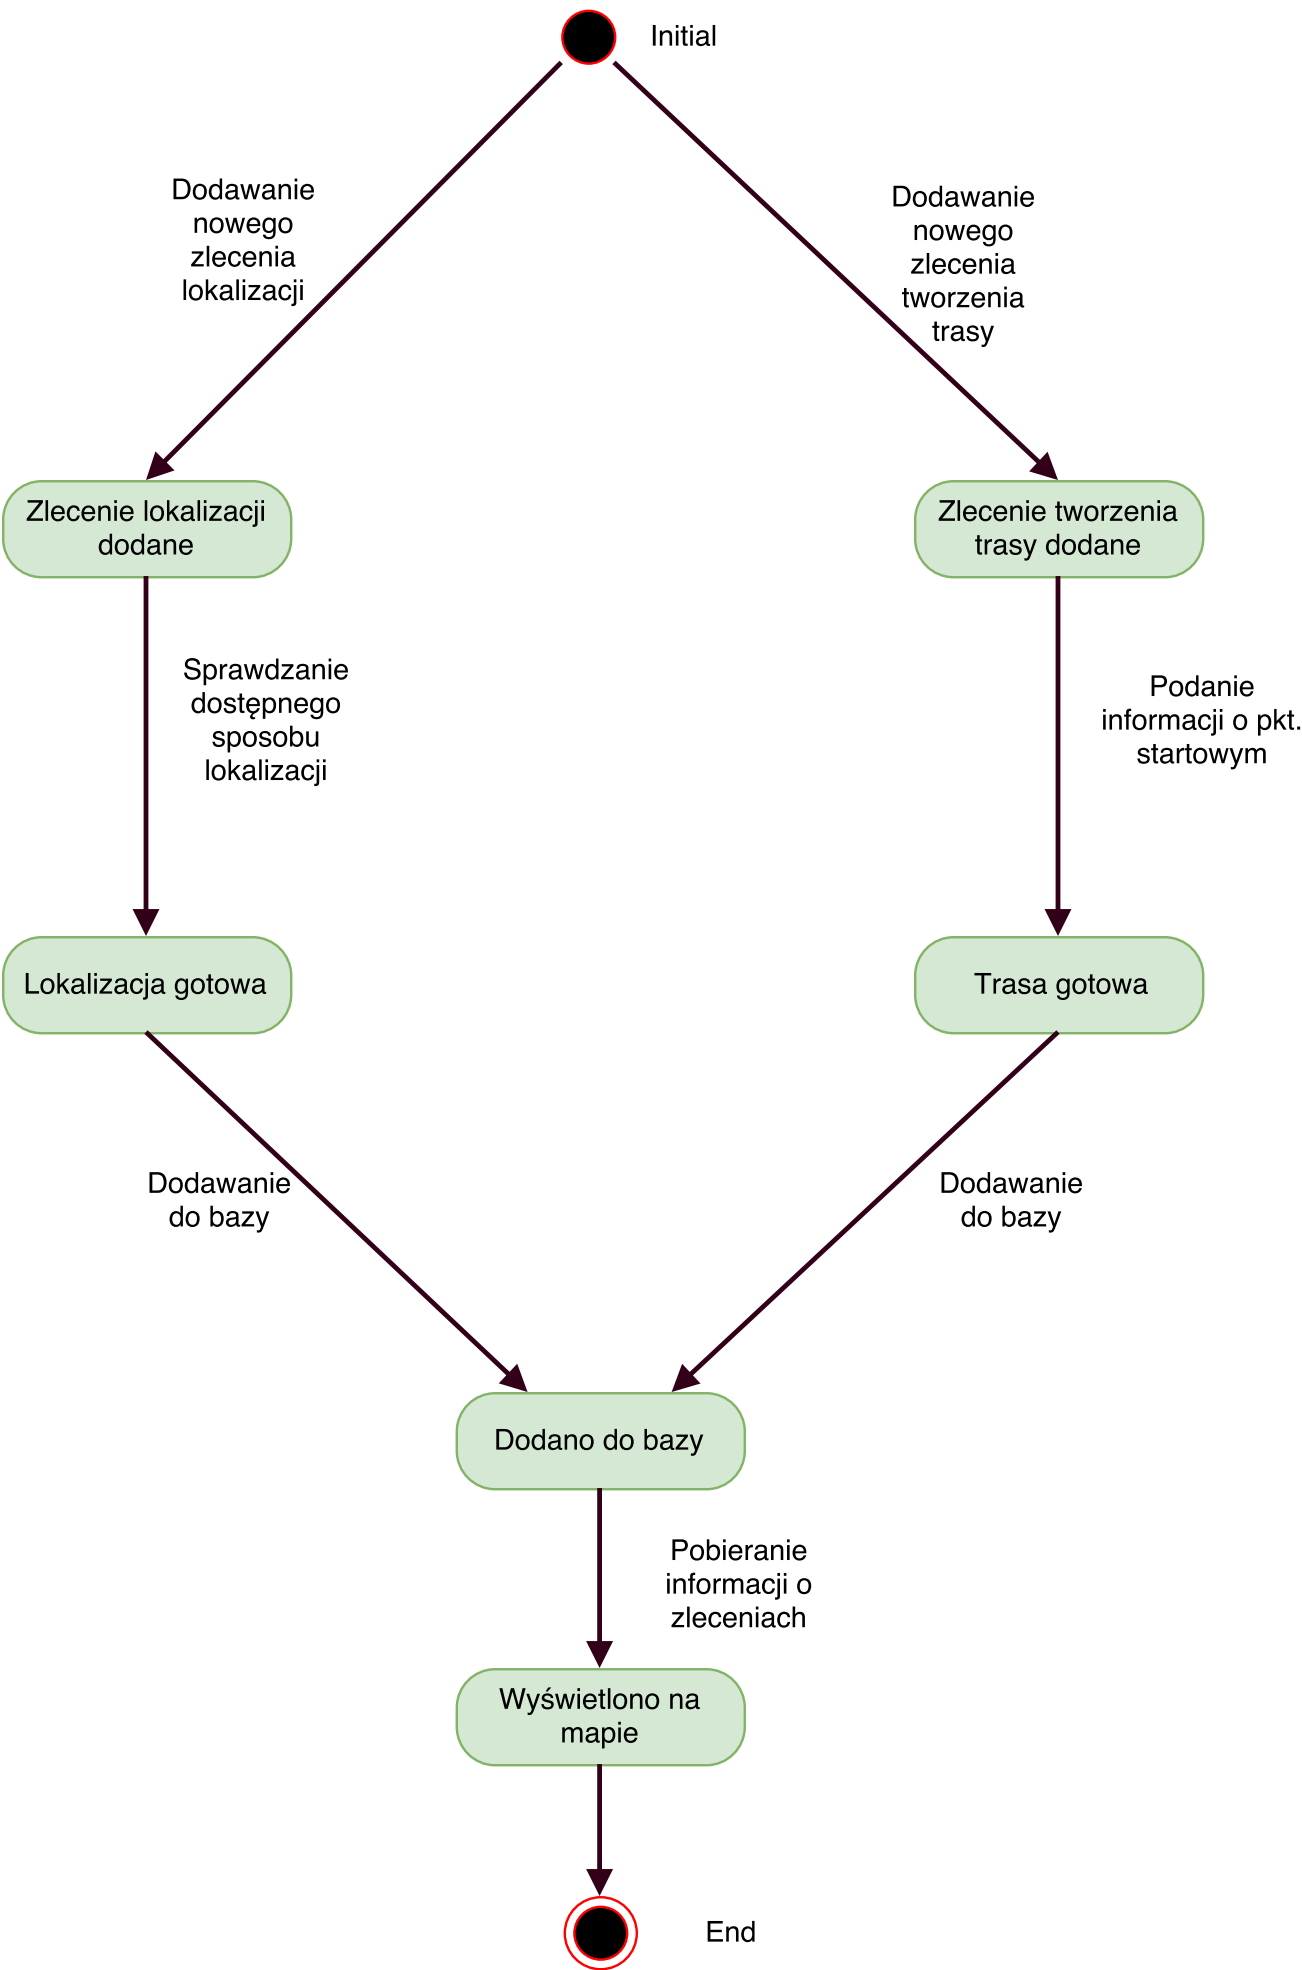 Initial
Dodawanie
nowego
zlecenia
lokalizacji
Dodawanie
nowego
zlecenia
tworzenia
trasy
Zlecenie lokalizacji
dodane
Zlecenie tworzenia
trasy dodane
Sprawdzanie
dostępnego
sposobu
lokalizacji
Podanie
informacji o pkt.
startowym
Lokalizacja gotowa
Trasa gotowa
Dodawanie
do bazy
Dodawanie
do bazy
Dodano do bazy
Pobieranie
informacji o
zleceniach
Wyświetlono na
mapie
End